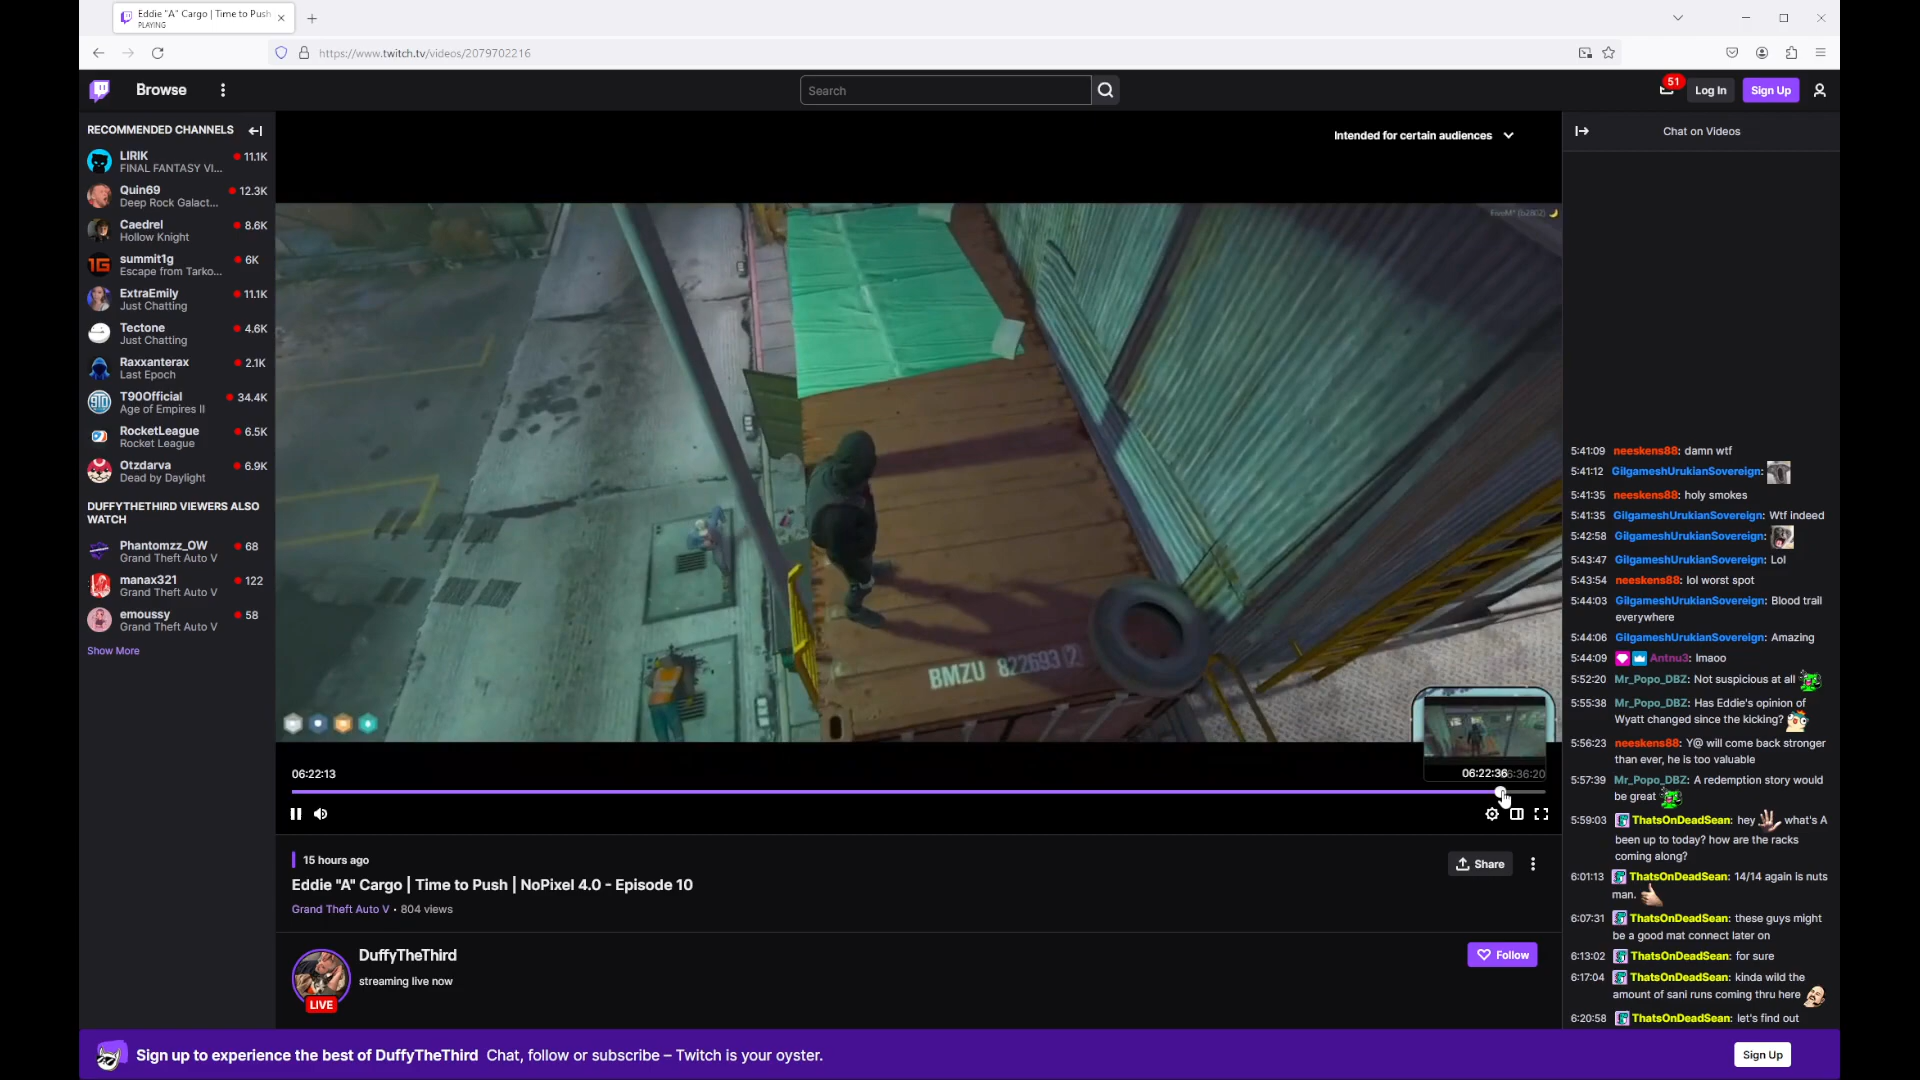 Eddie "A" Cargo | Time to Push
PLAYING
https://www.twitch.tv/videos/2079702216
Browse
Search
51
Log In
Sign Up
RECOMMENDED CHANNELS
LIRIK
11.1K
FINAL FANTASY VI...
Quin69
12.3K
Deep Rock Galact...
Caedrel
8.6K
Hollow Knight
summit1g
6K
Escape from Tarko...
ExtraEmily
11.1K
Just Chatting
Tectone
4.6K
Just Chatting
Raxxanterax
2.1K
Last Epoch
T90Official
34.4K
Age of Empires II
RocketLeague
6.5K
Rocket League
Otzdarva
6.9K
Dead by Daylight
DUFFYTHETHIRD VIEWERS ALSO
WATCH
Phantomzz_OW
68
Grand Theft Auto V
manax321
122
Grand Theft Auto V
emoussy
58
Grand Theft Auto V
Show More
Intended for certain audiences
BMZU 822693(2)
06:22:13
06:22:36
6:36:20
15 hours ago
Share
Eddie "A" Cargo | Time to Push | NoPixel 4.0 - Episode 10
Grand Theft Auto V • 804 views
DuffyTheThird
Follow
streaming live now
LIVE
Chat on Videos
5:41:09 neeskens88: damn wtf
5:41:12 GilgameshUrukianSovereign:
5:41:35 neeskens88: holy smokes
5:41:35 GilgameshUrukianSovereign: Wtf indeed
5:42:58 GilgameshUrukianSovereign:
5:43:47 GilgameshUrukianSovereign: Lol
5:43:54 neeskens88: lol worst spot
5:44:03 GilgameshUrukianSovereign: Blood trail
everywhere
5:44:06 GilgameshUrukianSovereign: Amazing
5:44:09 Antnu3: lmaoo
5:52:20 Mr_Popo_DBZ: Not suspicious at all
5:55:38 Mr_Popo_DBZ: Has Eddie's opinion of
Wyatt changed since the kicking?
5:56:23 neeskens88: Y@ will come back stronger
than ever, he is too valuable
5:57:39 Mr_Popo_DBZ: A redemption story would
be great
5:59:03 ThatsOnDeadSean: hey what's A
been up to today? how are the racks
coming along?
6:01:13 ThatsOnDeadSean: 14/14 again is nuts
man.
6:07:31 ThatsOnDeadSean: these guys might
be a good mat connect later on
6:13:02 ThatsOnDeadSean: for sure
6:17:04 ThatsOnDeadSean: kinda wild the
amount of sani runs coming thru here
6:20:58 ThatsOnDeadSean: let's find out
Sign up to experience the best of DuffyTheThird Chat, follow or subscribe – Twitch is your oyster.
Sign Up